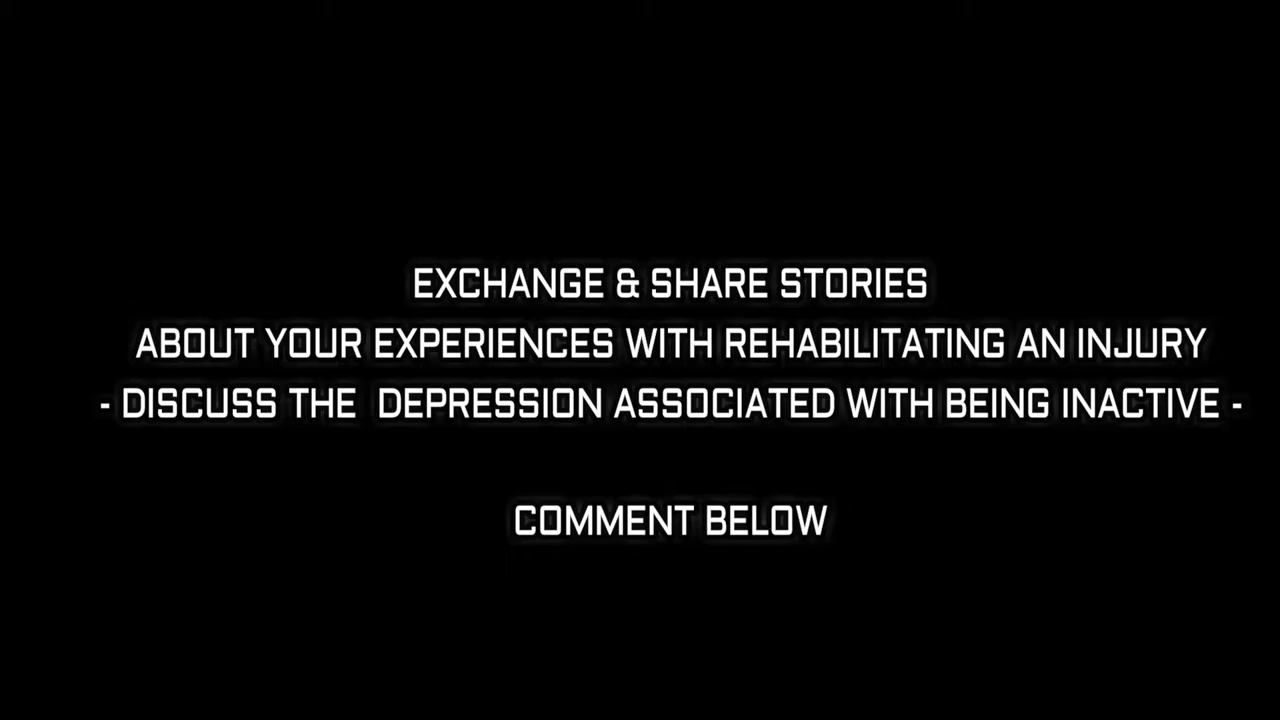 EXCHANGE & SHARE STORIES
ABOUT YOUR EXPERIENCES WITH REHABILITATING AN INJURY
- DISCUSS THE  DEPRESSION ASSOCIATED WITH BEING INACTIVE -
COMMENT BELOW